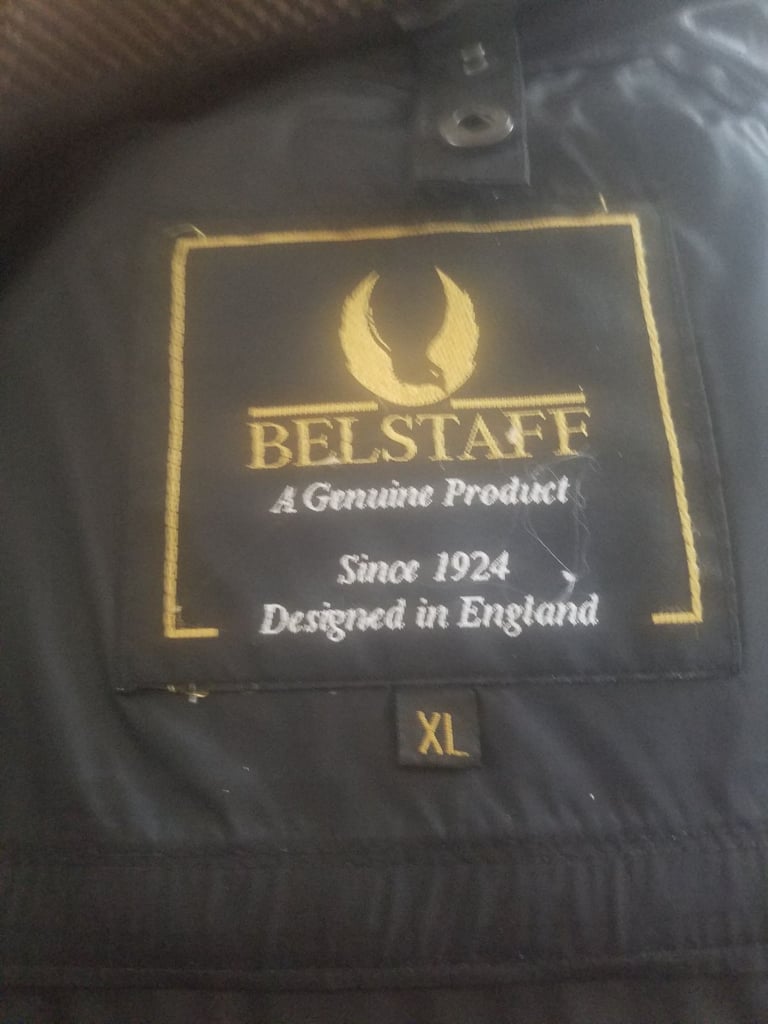 BELSTAFF
A Genuine Product
Since 1924
Designed in England
XL